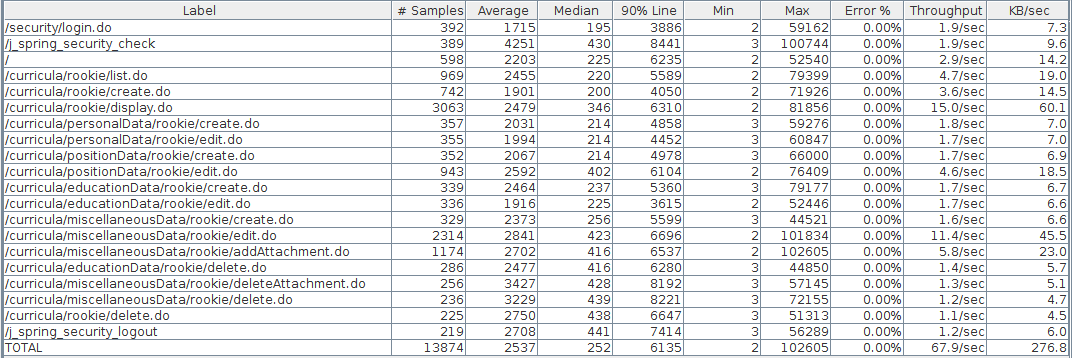 Label # Samples Average Median 90% Line Min Max Error % Throughput KB/sec
/security/login.do 392 1715 195 3886 2 59162 0.00% 1.9/sec 7.3
/j_spring_security_check 389 4251 430 8441 3 100744 0.00% 1.9/sec 9.6
/ 598 2203 225 6235 2 52540 0.00% 2.9/sec 14.2
/curricula/rookie/list.do 969 2455 220 5589 2 79399 0.00% 4.7/sec 19.0
/curricula/rookie/create.do 742 1901 200 4050 2 71926 0.00% 3.6/sec 14.5
/curricula/rookie/display.do 3063 2479 346 6310 2 81856 0.00% 15.0/sec 60.1
/curricula/personalData/rookie/create.do 357 2031 214 4858 3 59276 0.00% 1.8/sec 7.0
/curricula/personalData/rookie/edit.do 355 1994 214 4452 3 60847 0.00% 1.7/sec 7.0
/curricula/positionData/rookie/create.do 352 2067 214 4978 3 66000 0.00% 1.7/sec 6.9
/curricula/positionData/rookie/edit.do 943 2592 402 6104 2 76409 0.00% 4.6/sec 18.5
/curricula/educationData/rookie/create.do 339 2464 237 5360 3 79177 0.00% 1.7/sec 6.7
/curricula/educationData/rookie/edit.do 336 1916 225 3615 2 52446 0.00% 1.7/sec 6.6
/curricula/miscellaneousData/rookie/create.do 329 2373 256 5599 3 44521 0.00% 1.6/sec 6.6
/curricula/miscellaneousData/rookie/edit.do 2314 2841 423 6696 2 101834 0.00% 11.4/sec 45.5
/curricula/miscellaneousData/rookie/addAttachment.do 1174 2702 416 6537 2 102605 0.00% 5.8/sec 23.0
/curricula/educationData/rookie/delete.do 286 2477 416 6280 3 44850 0.00% 1.4/sec 5.7
/curricula/miscellaneousData/rookie/deleteAttachment.do 256 3427 428 8192 3 57145 0.00% 1.3/sec 5.1
/curricula/miscellaneousData/rookie/delete.do 236 3229 439 8221 3 72155 0.00% 1.2/sec 4.7
/curricula/rookie/delete.do 225 2750 438 6647 3 51313 0.00% 1.1/sec 4.5
/j_spring_security_logout 219 2708 441 7414 3 56289 0.00% 1.2/sec 6.0
TOTAL 13874 2537 252 6135 2 102605 0.00% 67.9/sec 276.8